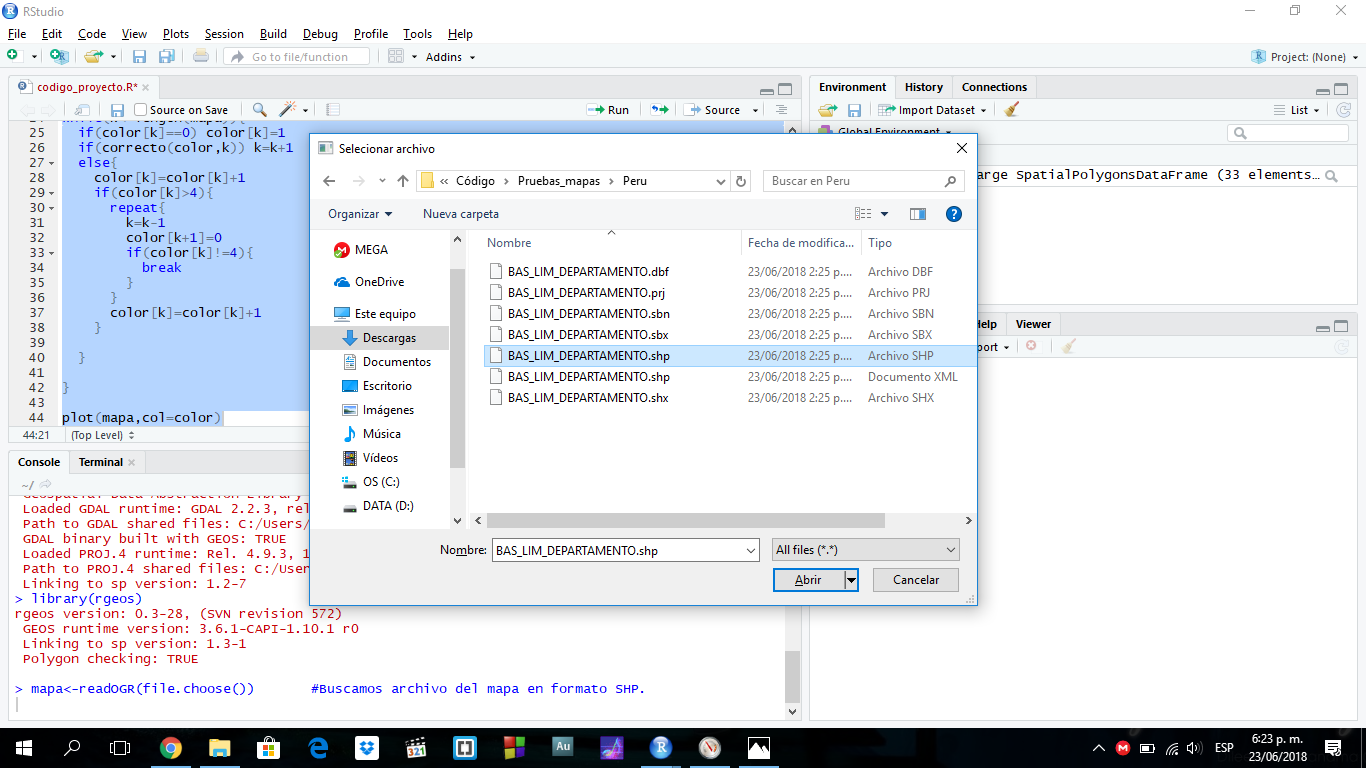 RStudio
File Edit Code View Plots Session Build Debug Profile Tools Help
Go to file/function Addins Project: (None)
codigo_proyecto.R*
Source on Save Run Source
25 if(color[k]==0) color[k]=1
26 if(correcto(color,k)) k=k+1
27 else{
28 color[k]=color[k]+1
29 if(color[k]>4){
30 repeat{
31 k=k-1
32 color[k+1]=0
33 if(color[k]!=4){
34 break
35 }
36 }
37 color[k]=color[k]+1
38 }
39
40 }
41
42 }
43
44 plot(mapa,col=color)
44:21 (Top Level)
Console Terminal
~/
Geospatial Data Abstraction Library
Loaded GDAL runtime: GDAL 2.2.3, rel
Path to GDAL shared files: C:/Users/
GDAL binary built with GEOS: TRUE
Loaded PROJ.4 runtime: Rel. 4.9.3, 1
Path to PROJ.4 shared files: C:/User
Linking to sp version: 1.2-7
> library(rgeos)
rgeos version: 0.3-28, (SVN revision 572)
GEOS runtime version: 3.6.1-CAPI-1.10.1 r0
Linking to sp version: 1.3-1
Polygon checking: TRUE
> mapa<-readOGR(file.choose()) #Buscamos archivo del mapa en formato SHP.
Environment History Connections
Import Dataset List
Global Environment
arge SpatialPolygonsDataFrame (33 elements…
Help Viewer
port
Selecionar archivo
« Código Pruebas_mapas Peru Buscar en Peru
Organizar Nueva carpeta
MEGA
OneDrive
Este equipo
Descargas
Documentos
Escritorio
Imágenes
Música
Vídeos
OS (C:)
DATA (D:)
Nombre Fecha de modifica... Tipo
BAS_LIM_DEPARTAMENTO.dbf 23/06/2018 2:25 p.... Archivo DBF
BAS_LIM_DEPARTAMENTO.prj 23/06/2018 2:25 p.... Archivo PRJ
BAS_LIM_DEPARTAMENTO.sbn 23/06/2018 2:25 p.... Archivo SBN
BAS_LIM_DEPARTAMENTO.sbx 23/06/2018 2:25 p.... Archivo SBX
BAS_LIM_DEPARTAMENTO.shp 23/06/2018 2:25 p.... Archivo SHP
BAS_LIM_DEPARTAMENTO.shp 23/06/2018 2:25 p.... Documento XML
BAS_LIM_DEPARTAMENTO.shx 23/06/2018 2:25 p.... Archivo SHX
Nombre: BAS_LIM_DEPARTAMENTO.shp All files (*.*)
Abrir Cancelar
321 Au R ESP
6:23 p. m.
23/06/2018